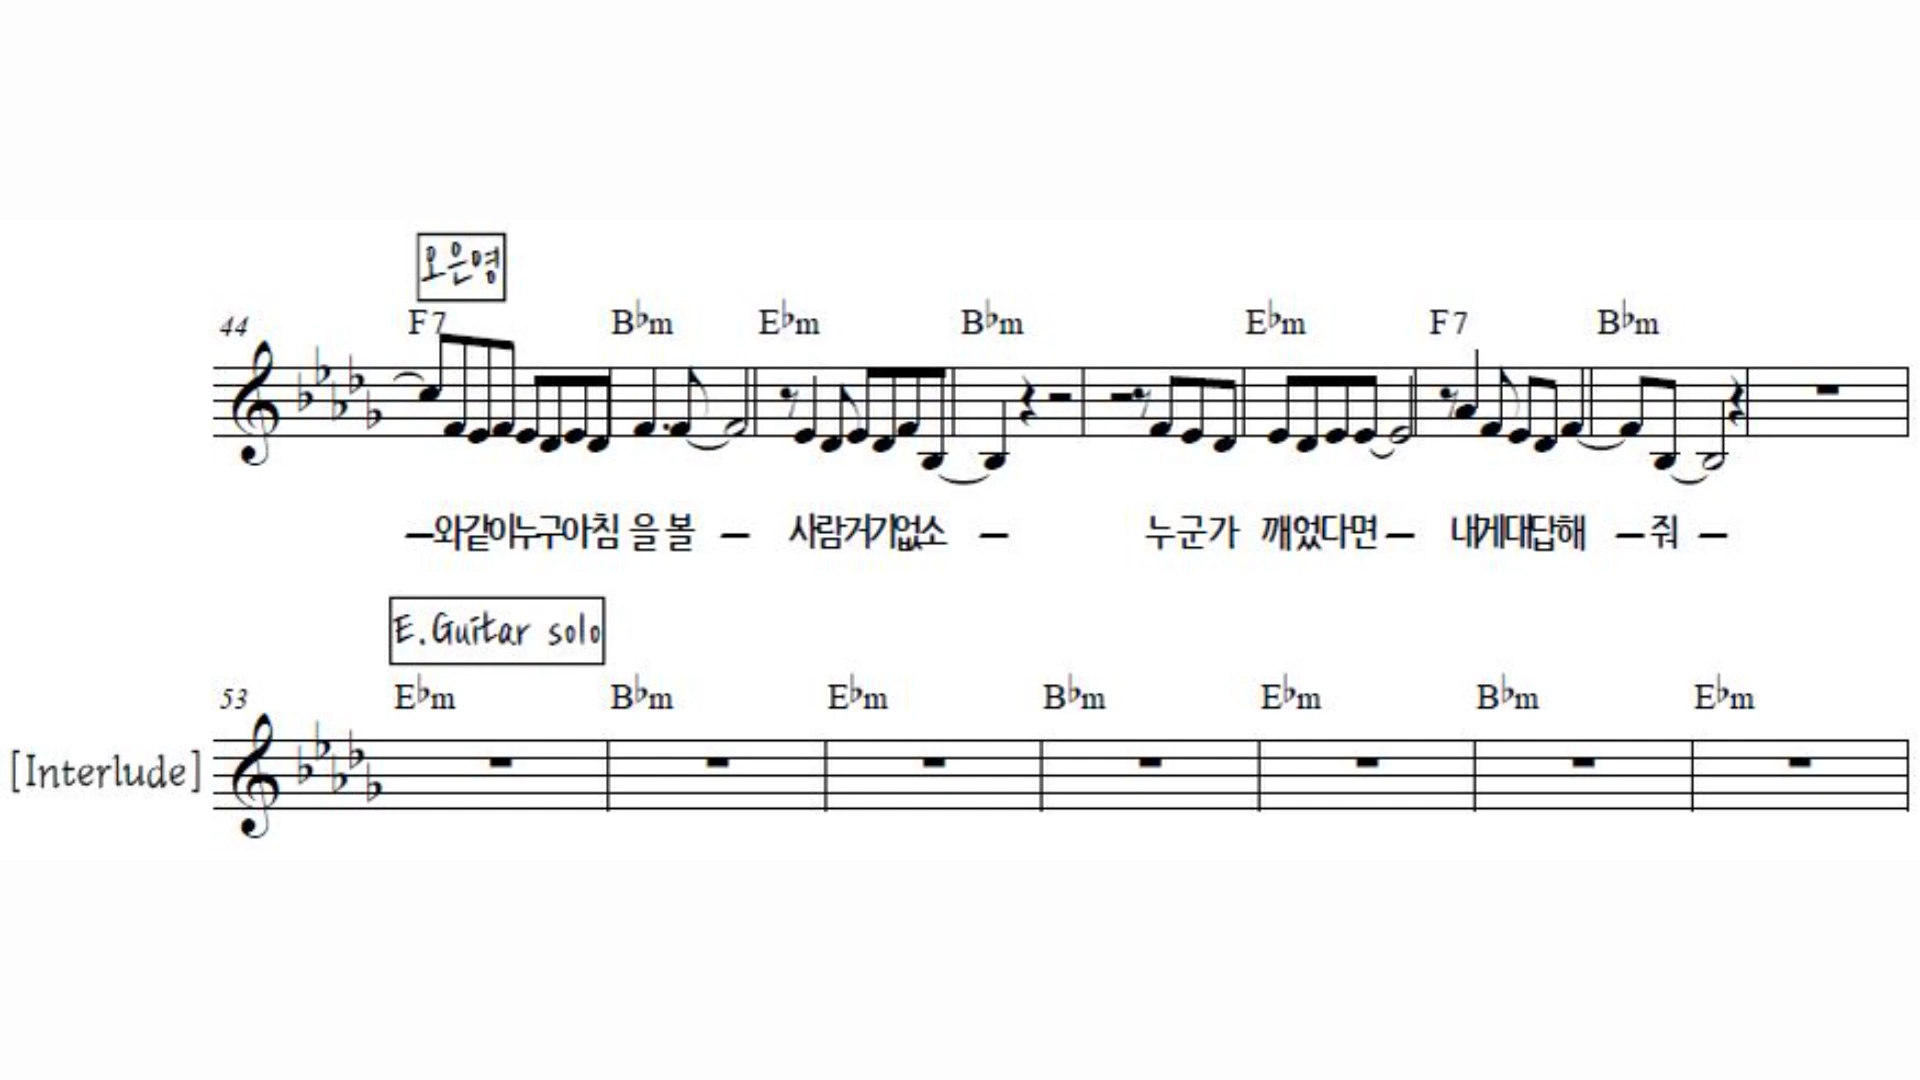 오은영
44 F7 B♭m E♭m B♭m E♭m F7 B♭m
—와같이누구아침 을 볼 — 사람거기없소 — 누군가 깨었다면— 내게대답해 —줘 —
E.Guitar solo
53 E♭m B♭m E♭m B♭m E♭m B♭m E♭m
[Interlude]